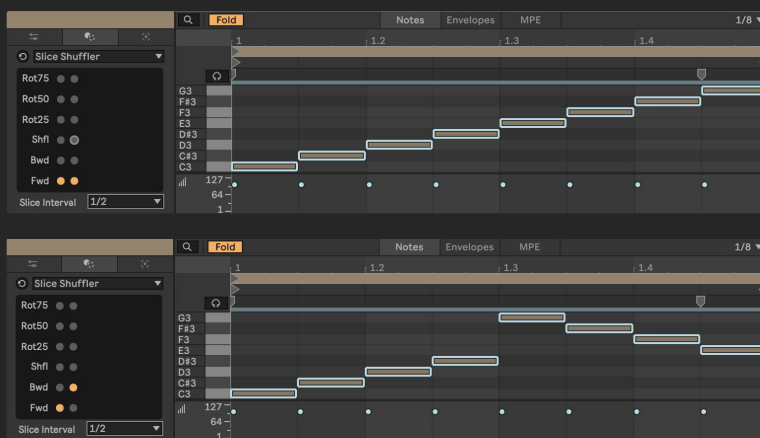 Fold Notes Envelopes MPE 1/8
1 1.2 1.3 1.4
Slice Shuffler
Rot75
Rot50
Rot25
Shfl
Bwd
Fwd
Slice Interval 1/2
G3
F#3
F3
E3
D#3
D3
C#3
C3
127
64
1
Fold Notes Envelopes MPE 1/8
1 1.2 1.3 1.4
Slice Shuffler
Rot75
Rot50
Rot25
Shfl
Bwd
Fwd
Slice Interval 1/2
G3
F#3
F3
E3
D#3
D3
C#3
C3
127
64
1